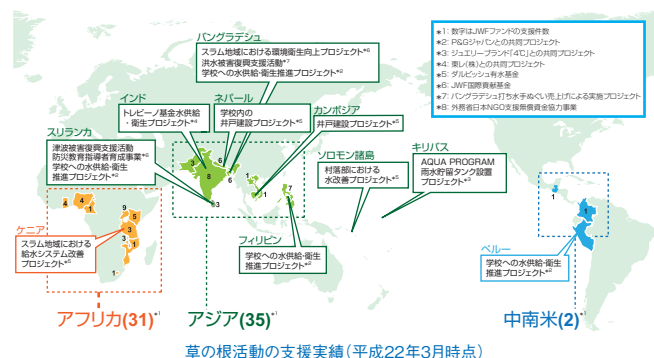 バングラデシュ
スラム地域における環境衛生向上プロジェクト*6
洪水被害復興支援活動*7
学校への水供給・衛生推進プロジェクト*2
*1: 数字はJWFファンドの支援件数
*2: P&Gジャパンとの共同プロジェクト
*3: ジュエリーブランド「4℃」との共同プロジェクト
*4: 東レ(株)との共同プロジェクト
*5: ダルビッシュ有水基金
*6: JWF国際貢献基金
*7: バングラデシュ打ち水手ぬぐい売上げによる実施プロジェクト
*8: 外務省日本NGO支援無償資金協力事業
インド
トレビーノ基金水供給
・衛生プロジェクト*4
ネパール
学校内の
井戸建設プロジェクト*5
カンボジア
井戸建設プロジェクト*5
スリランカ
津波被害復興支援活動
防災教育指導者育成事業*8
学校への水供給・衛生
推進プロジェクト*2
ソロモン諸島
村落部における
水改善プロジェクト*5
キリバス
AQUA PROGRAM
雨水貯留タンク設置
プロジェクト*3
3
6
8
6
1
1
7
3
4
4
1
9
5
3
3
1
1
1
1
1
ケニア
スラム地域における
給水システム改善
プロジェクト*6
フィリピン
学校への水供給・衛生
推進プロジェクト*2
ペルー
学校への水供給・衛生
推進プロジェクト*2
アフリカ(31)*1
アジア(35)*1
中南米(2)*1
草の根活動の支援実績(平成22年3月時点)